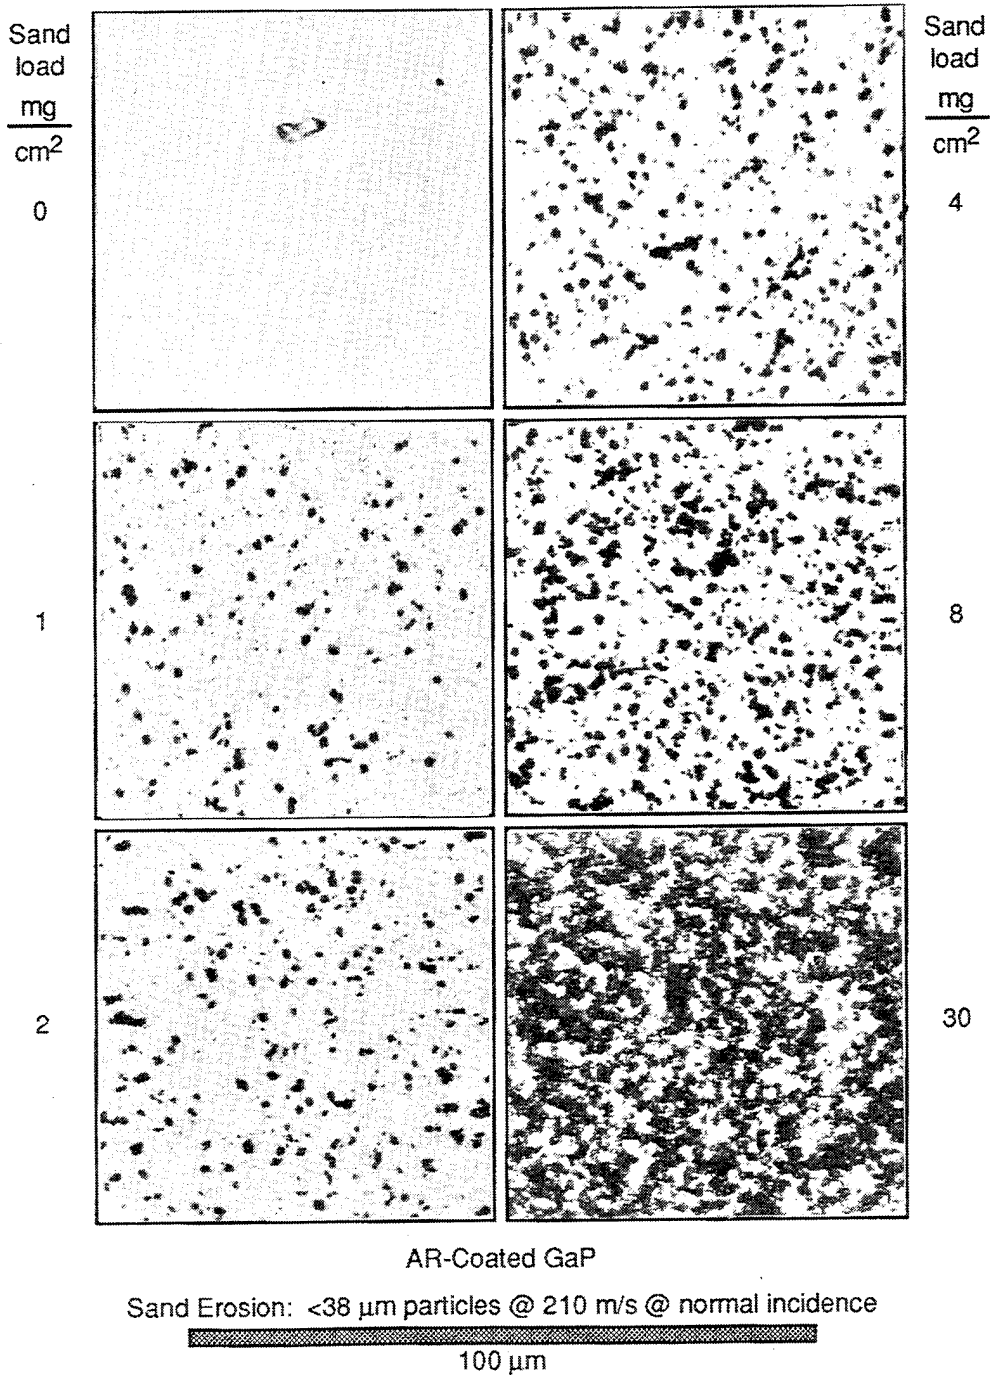 Sand
load
mg
cm2
0
1
2
Sand
load
mg
cm2
4
8
30
AR-Coated GaP
Sand Erosion: <38 µm particles @ 210 m/s @ normal incidence
100 µm